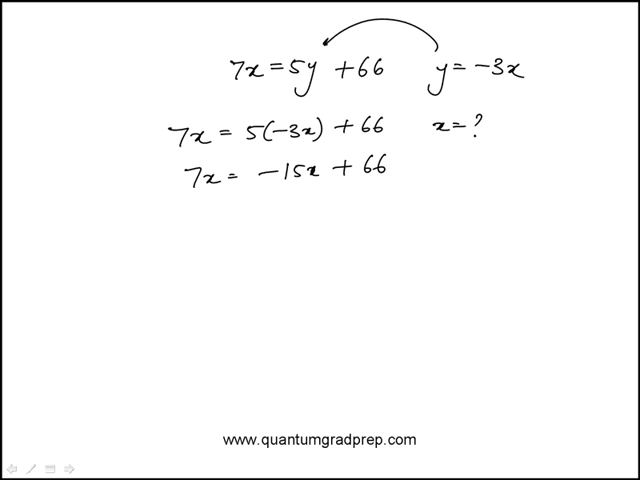 7x = 5y + 66 y = -3x
7x = 5(-3x) + 66 x = ?
7x = -15x + 66
www.quantumgradprep.com